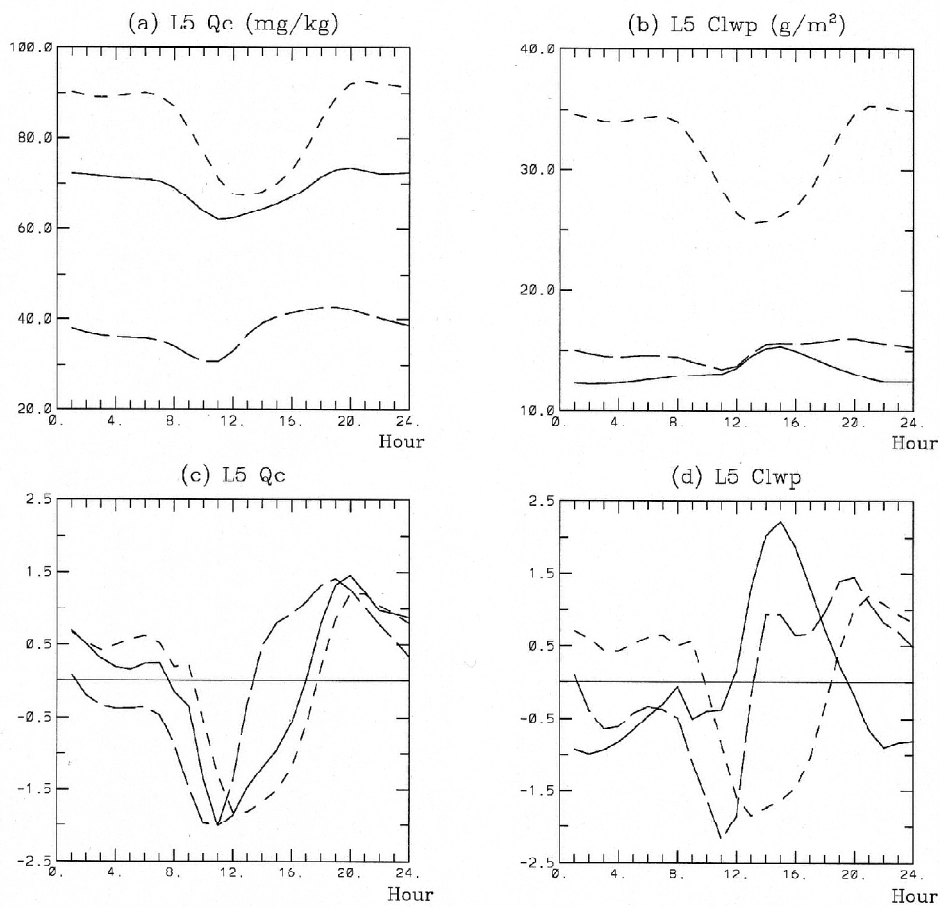 (a) L5 Qc (mg/kg)
100.0
80.0
60.0
40.0
20.0
0. 4. 8. 12. 16. 20. 24.
Hour
(b) L5 Clwp (g/m²)
40.0
30.0
20.0
10.0
0. 4. 8. 12. 16. 20. 24.
Hour
(c) L5 Qc
2.5
1.5
0.5
-0.5
-1.5
-2.5
0. 4. 8. 12. 16. 20. 24.
Hour
(d) L5 Clwp
2.5
1.5
0.5
-0.5
-1.5
-2.5
0. 4. 8. 12. 16. 20. 24.
Hour